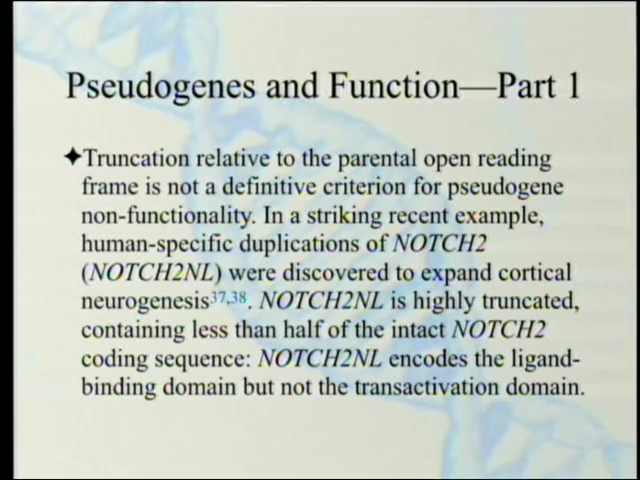 Pseudogenes and Function—Part 1
✦Truncation relative to the parental open reading
frame is not a definitive criterion for pseudogene
non-functionality. In a striking recent example,
human-specific duplications of NOTCH2
(NOTCH2NL) were discovered to expand cortical
neurogenesis37,38. NOTCH2NL is highly truncated,
containing less than half of the intact NOTCH2
coding sequence: NOTCH2NL encodes the ligand-
binding domain but not the transactivation domain.